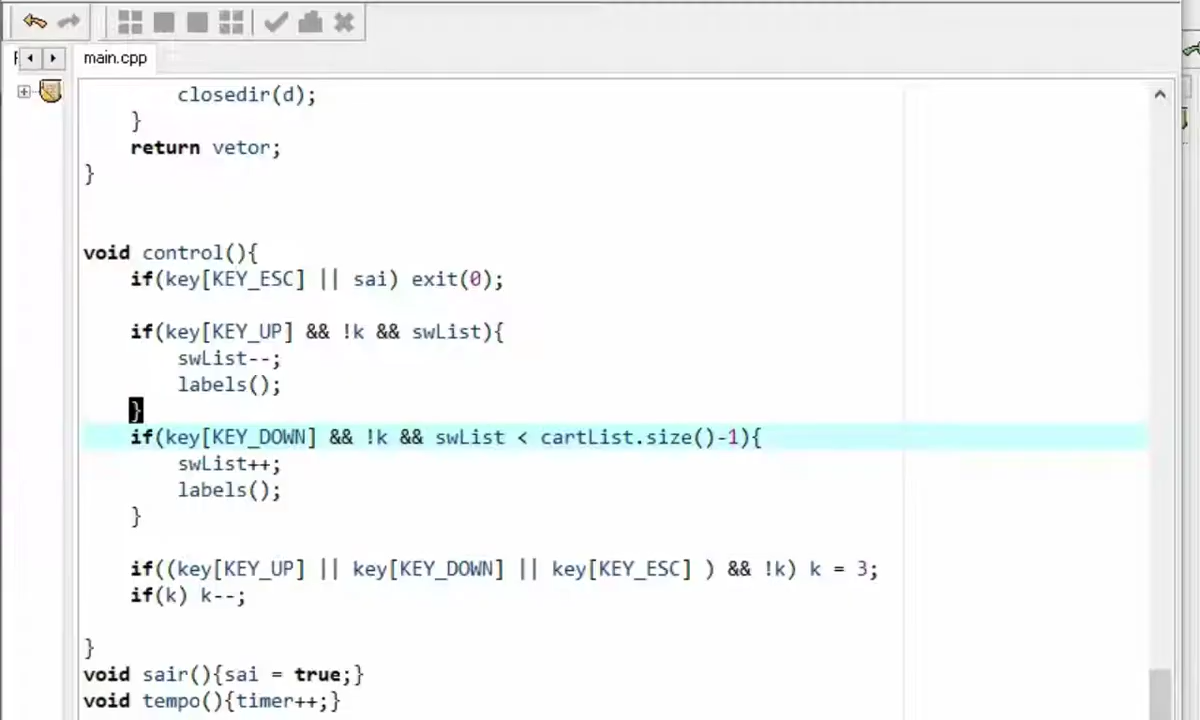 main.cpp
closedir(d);
}
return vetor;
}
void control(){
if(key[KEY_ESC] || sai) exit(0);
if(key[KEY_UP] && !k && swList){
swList--;
labels();
}
if(key[KEY_DOWN] && !k && swList < cartList.size()-1){
swList++;
labels();
}
if((key[KEY_UP] || key[KEY_DOWN] || key[KEY_ESC] ) && !k) k = 3;
if(k) k--;
}
void sair(){sai = true;}
void tempo(){timer++;}